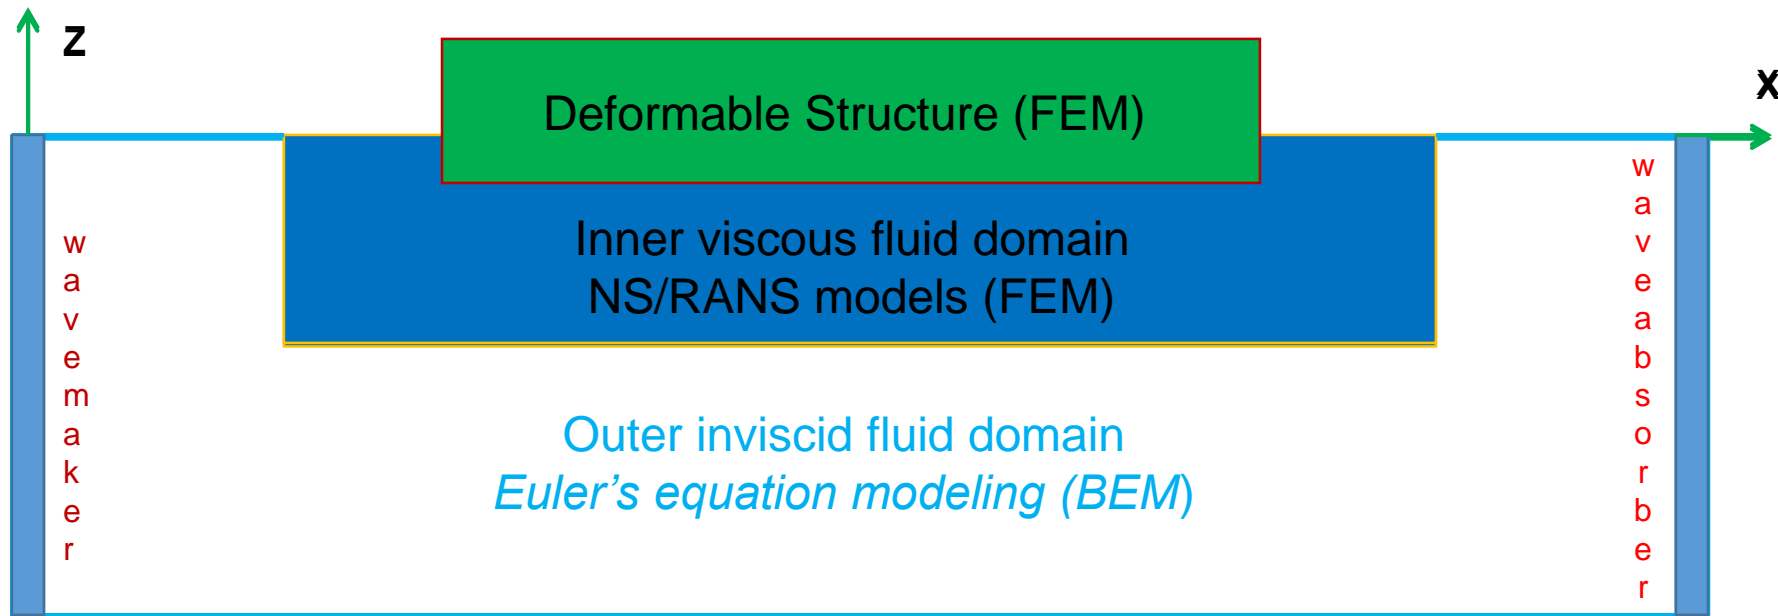 Z
X
Deformable Structure (FEM)
Inner viscous fluid domain
NS/RANS models (FEM)
Outer inviscid fluid domain
Euler’s equation modeling (BEM)
wavemaker
waveabsorber